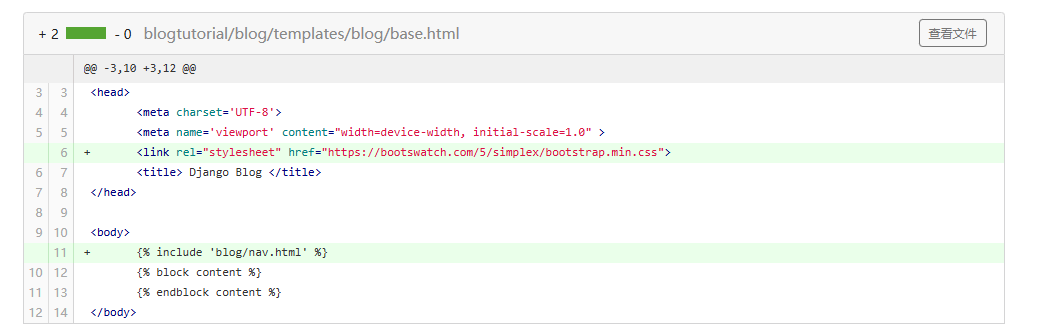 + 2 - 0 blogtutorial/blog/templates/blog/base.html 查看文件
@@ -3,10 +3,12 @@
3 3 <head>
4 4 <meta charset='UTF-8'>
5 5 <meta name='viewport' content="width=device-width, initial-scale=1.0" >
6 + <link rel="stylesheet" href="https://bootswatch.com/5/simplex/bootstrap.min.css">
6 7 <title> Django Blog </title>
7 8 </head>
8 9
9 10 <body>
11 + {% include 'blog/nav.html' %}
10 12 {% block content %}
11 13 {% endblock content %}
12 14 </body>